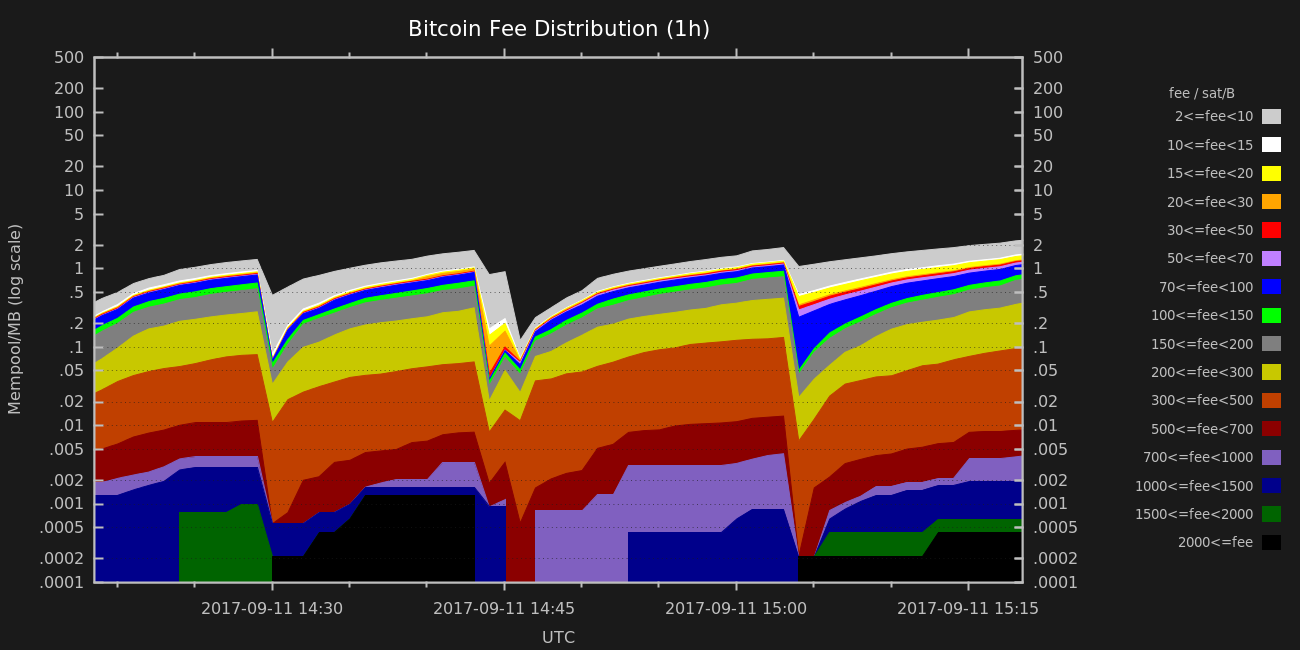 Bitcoin Fee Distribution (1h)
Mempool/MB (log scale)
500
200
100
50
20
10
5
2
1
.5
.2
.1
.05
.02
.01
.005
.002
.001
.0005
.0002
.0001
500
200
100
50
20
10
5
2
1
.5
.2
.1
.05
.02
.01
.005
.002
.001
.0005
.0002
.0001
2017-09-11 14:30
2017-09-11 14:45
2017-09-11 15:00
2017-09-11 15:15
UTC
fee / sat/B
2<=fee<10
10<=fee<15
15<=fee<20
20<=fee<30
30<=fee<50
50<=fee<70
70<=fee<100
100<=fee<150
150<=fee<200
200<=fee<300
300<=fee<500
500<=fee<700
700<=fee<1000
1000<=fee<1500
1500<=fee<2000
2000<=fee